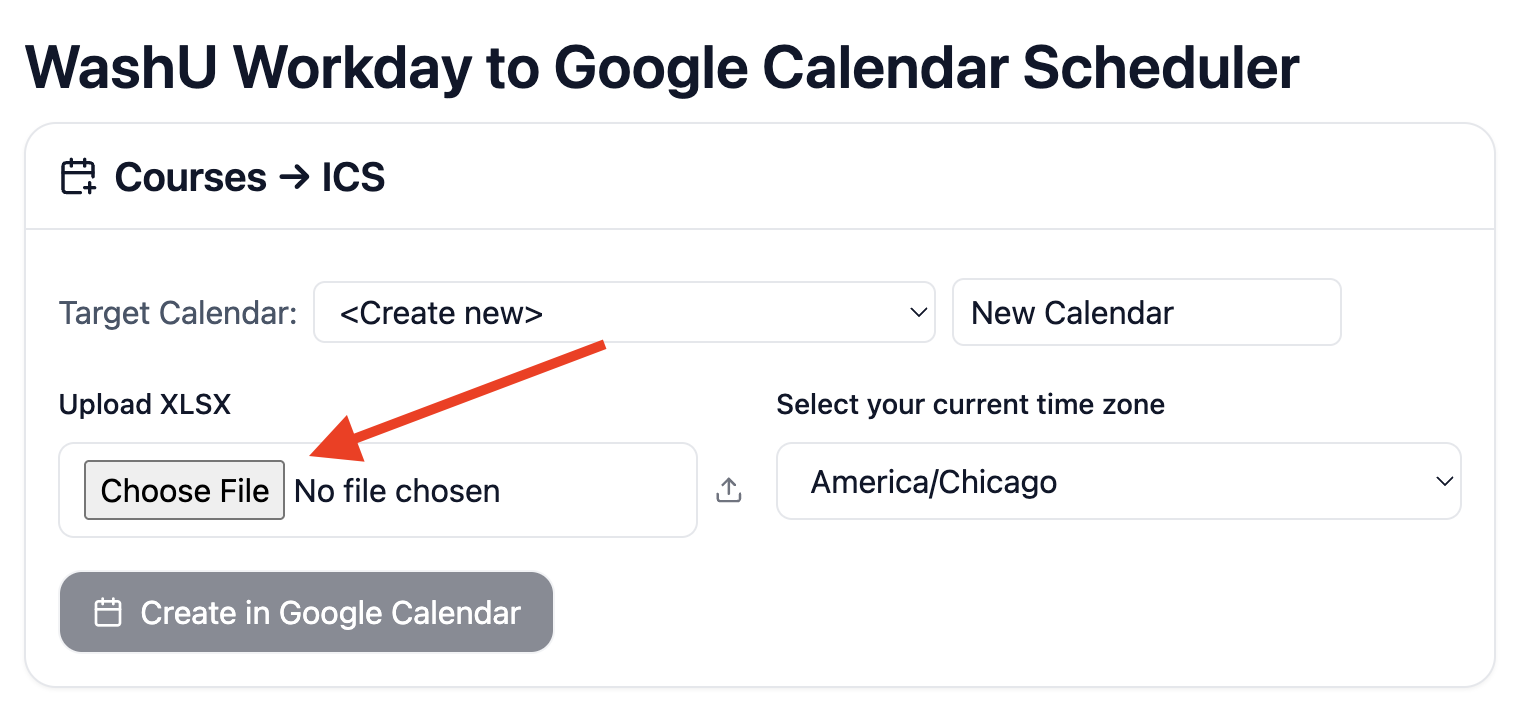 WashU Workday to Google Calendar Scheduler
Courses → ICS
Target Calendar: <Create new> New Calendar
Upload XLSX
Select your current time zone
Choose File No file chosen
America/Chicago
Create in Google Calendar